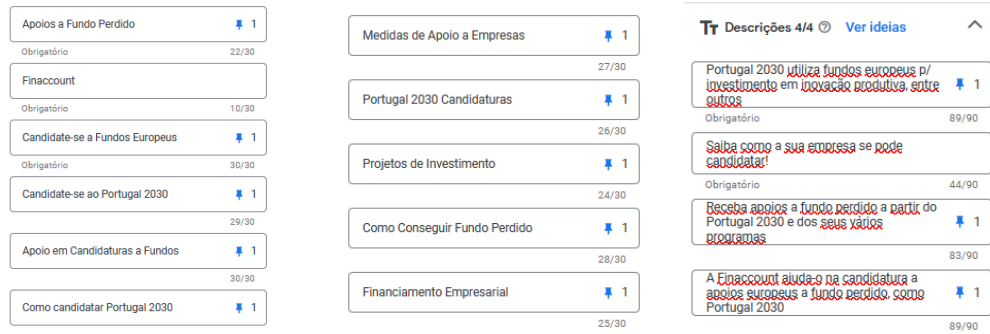 Apoios a Fundo Perdido
1
Obrigatório
22/30
Finaccount
Obrigatório
10/30
Candidate-se a Fundos Europeus
1
Obrigatório
30/30
Candidate-se ao Portugal 2030
1
29/30
Apoio em Candidaturas a Fundos
1
30/30
Como candidatar Portugal 2030
1
Medidas de Apoio a Empresas
1
27/30
Portugal 2030 Candidaturas
1
26/30
Projetos de Investimento
1
24/30
Como Conseguir Fundo Perdido
1
28/30
Financiamento Empresarial
1
25/30
Descrições 4/4
Ver ideias
Portugal 2030 utiliza fundos europeus p/
investimento em inovação produtiva, entre
outros
1
Obrigatório
89/90
Saiba como a sua empresa se pode
candidatar!
Obrigatório
44/90
Receba apoios a fundo perdido a partir do
Portugal 2030 e dos seus vários
programas
1
83/90
A Finaccount ajuda-o na candidatura a
apoios europeus a fundo perdido, como
Portugal 2030
1
89/90